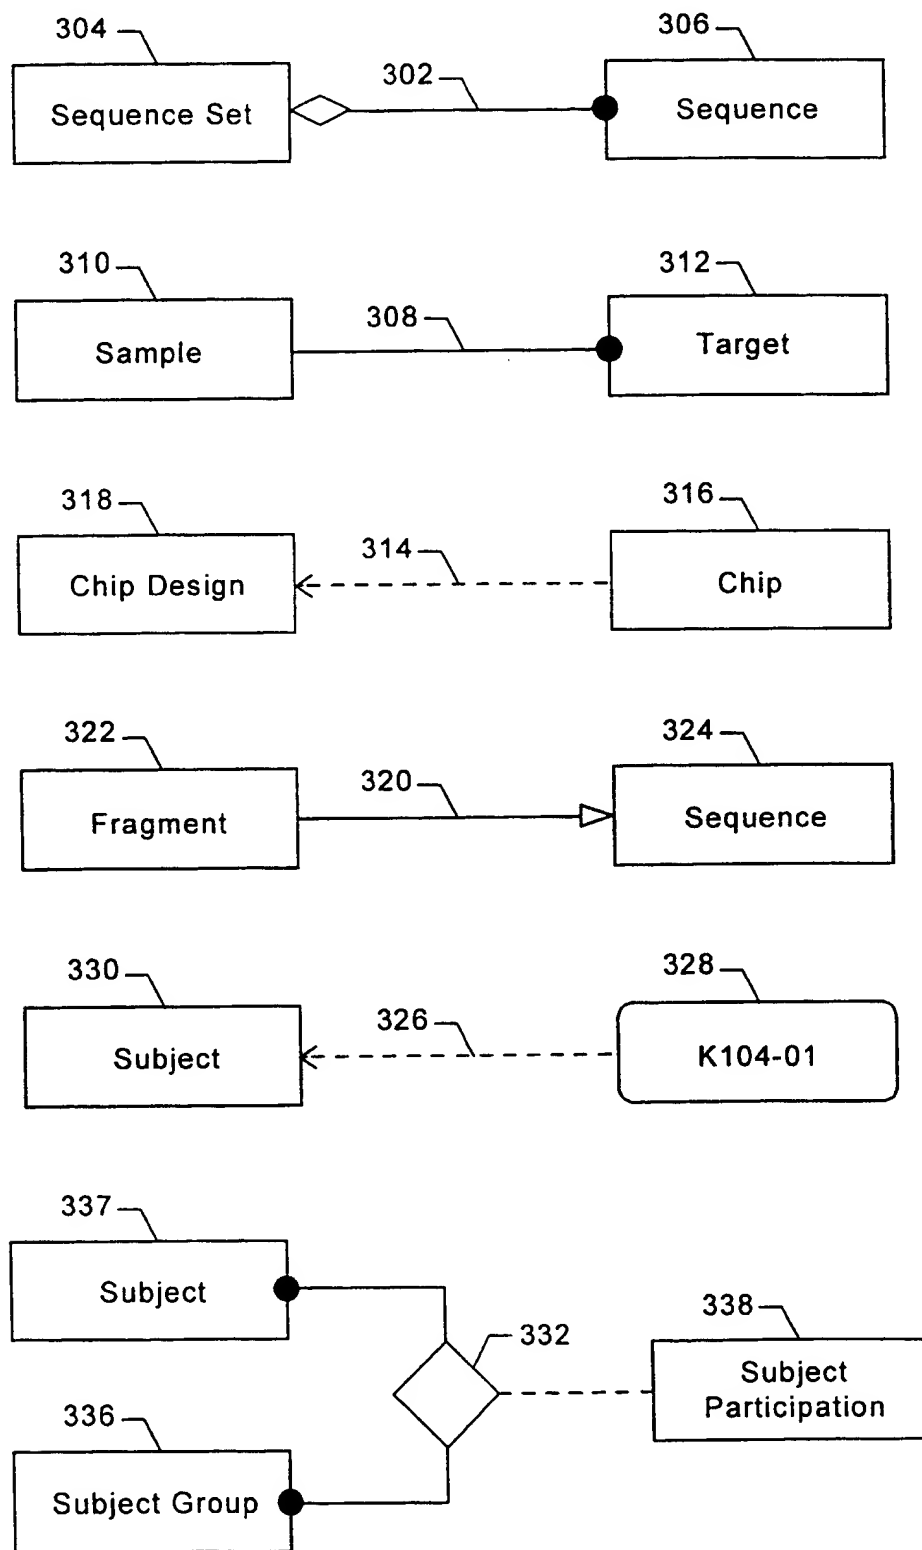 304
306
302
Sequence Set
Sequence
310
312
308
Sample
Target
318
316
314
Chip Design
Chip
322
324
320
Fragment
Sequence
330
328
326
Subject
K104-01
337
Subject
332
338
Subject
Participation
336
Subject Group